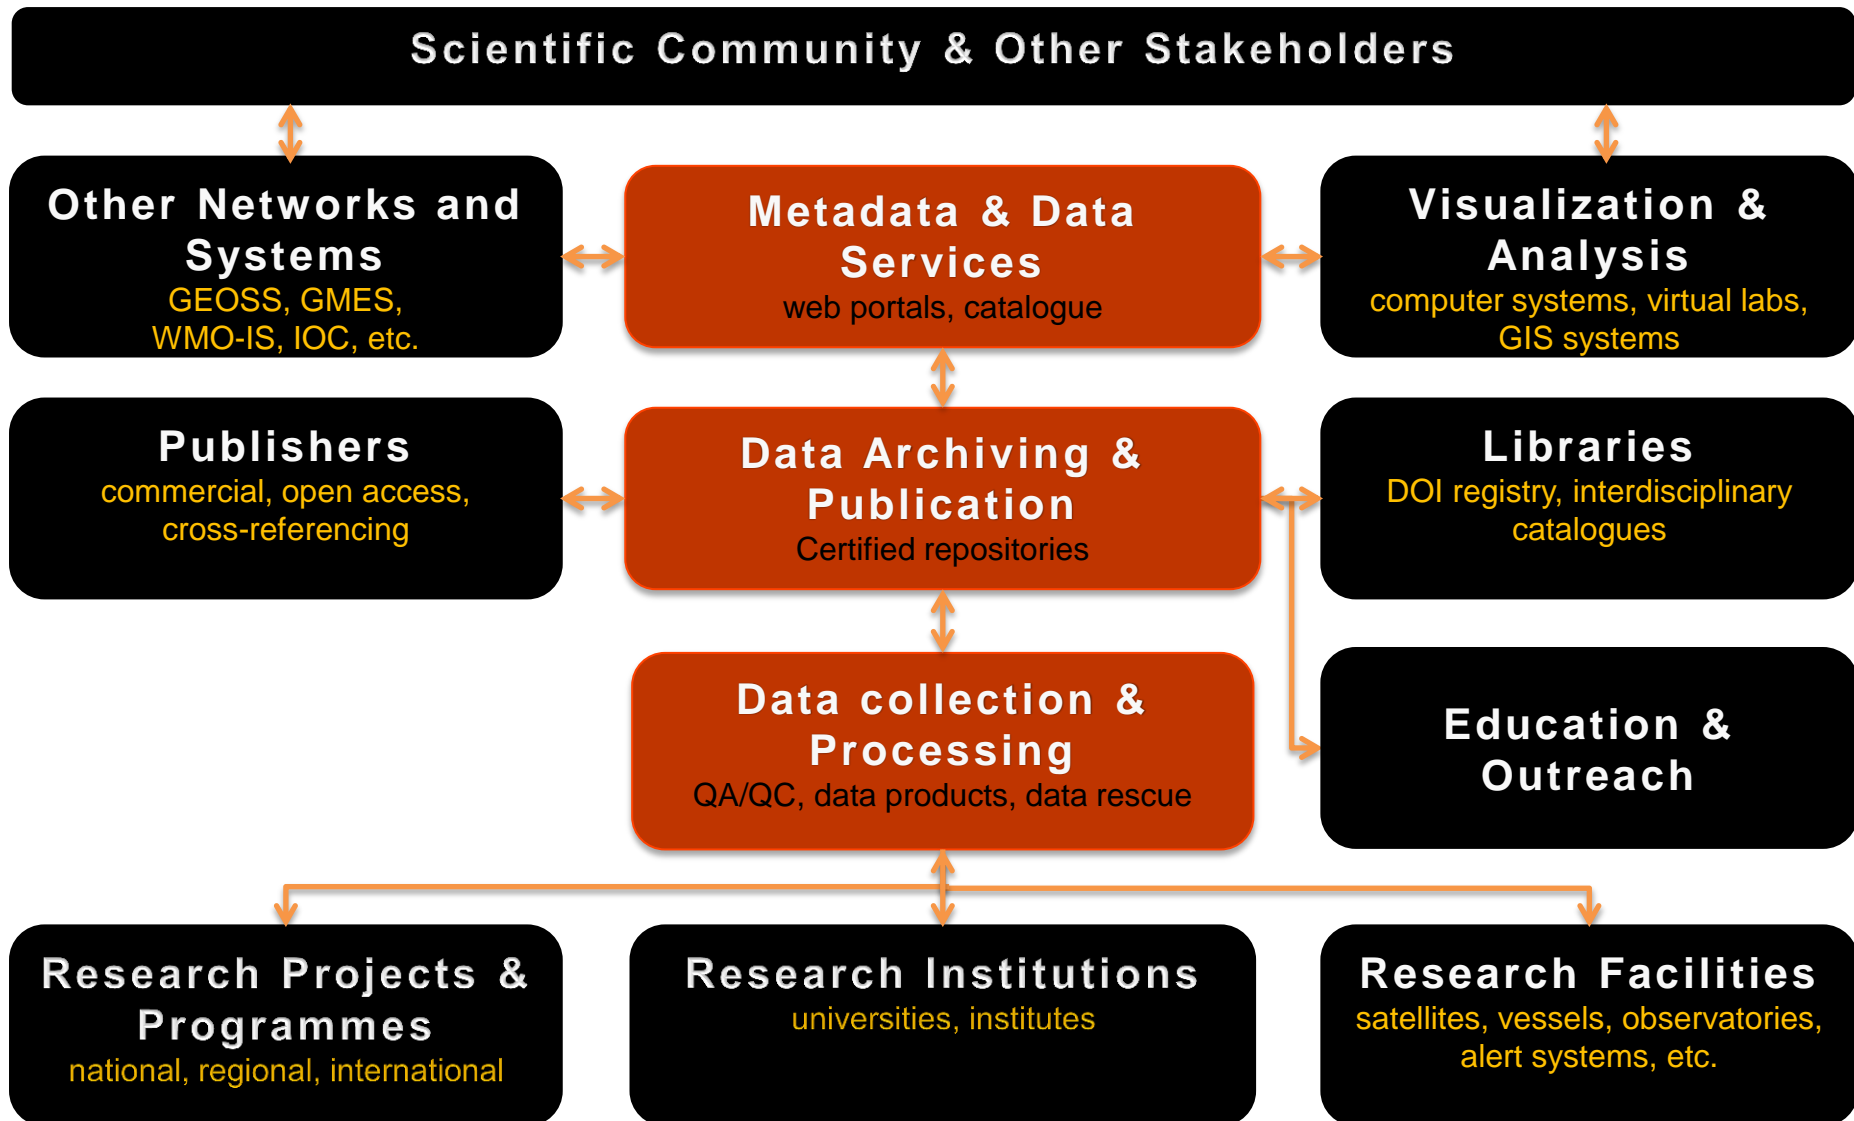 Scientific Community & Other Stakeholders
Other Networks and
Systems
GEOSS, GMES,
WMO-IS, IOC, etc.
Metadata & Data
Services
web portals, catalogue
Visualization &
Analysis
computer systems, virtual labs,
GIS systems
Publishers
commercial, open access,
cross-referencing
Data Archiving &
Publication
Certified repositories
Libraries
DOI registry, interdisciplinary
catalogues
Data collection &
Processing
QA/QC, data products, data rescue
Education &
Outreach
Research Projects &
Programmes
national, regional, international
Research Institutions
universities, institutes
Research Facilities
satellites, vessels, observatories,
alert systems, etc.